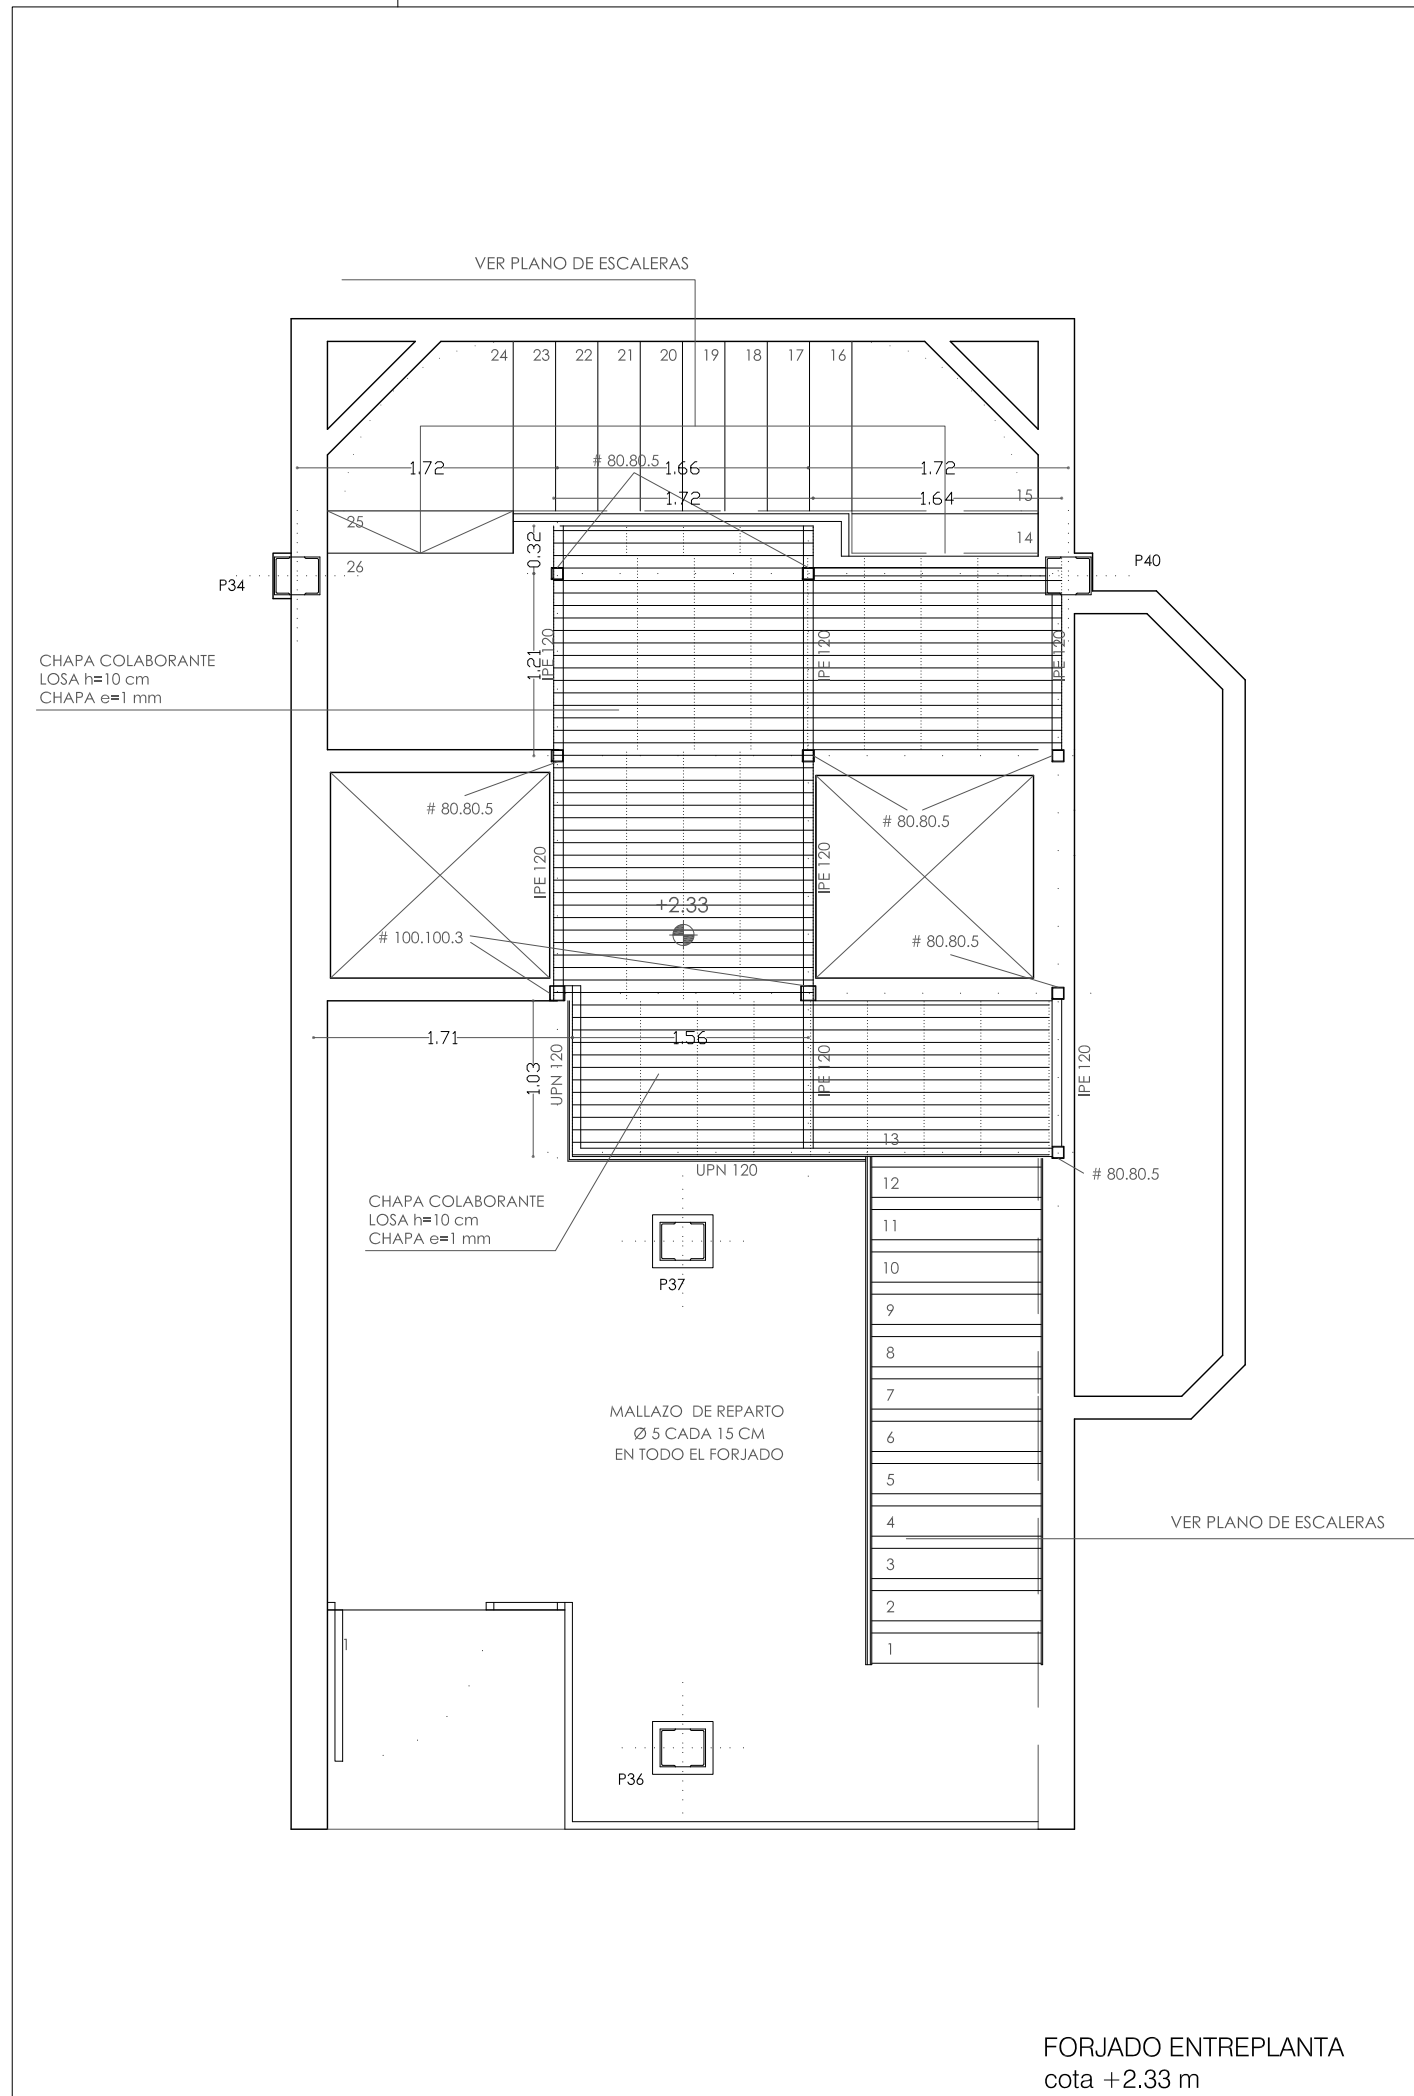 VER PLANO DE ESCALERAS
24
23
22
21
20
19
18
17
16
1.72
# 80.80.5
1.66
1.72
1.72
1.64
15
25
14
0.32
26
P34
P40
IPE 120
1.21
IPE 120
IPE 120
CHAPA COLABORANTE
LOSA h=10 cm
CHAPA e=1 mm
# 80.80.5
# 80.80.5
IPE 120
IPE 120
+2.33
# 100.100.3
# 80.80.5
1.71
1.56
1.03
UPN 120
IPE 120
IPE 120
13
UPN 120
# 80.80.5
12
CHAPA COLABORANTE
LOSA h=10 cm
CHAPA e=1 mm
11
10
P37
9
8
7
MALLAZO DE REPARTO
Ø 5 CADA 15 CM
EN TODO EL FORJADO
6
5
4
VER PLANO DE ESCALERAS
3
2
1
1
P36
FORJADO ENTREPLANTA
cota +2.33 m